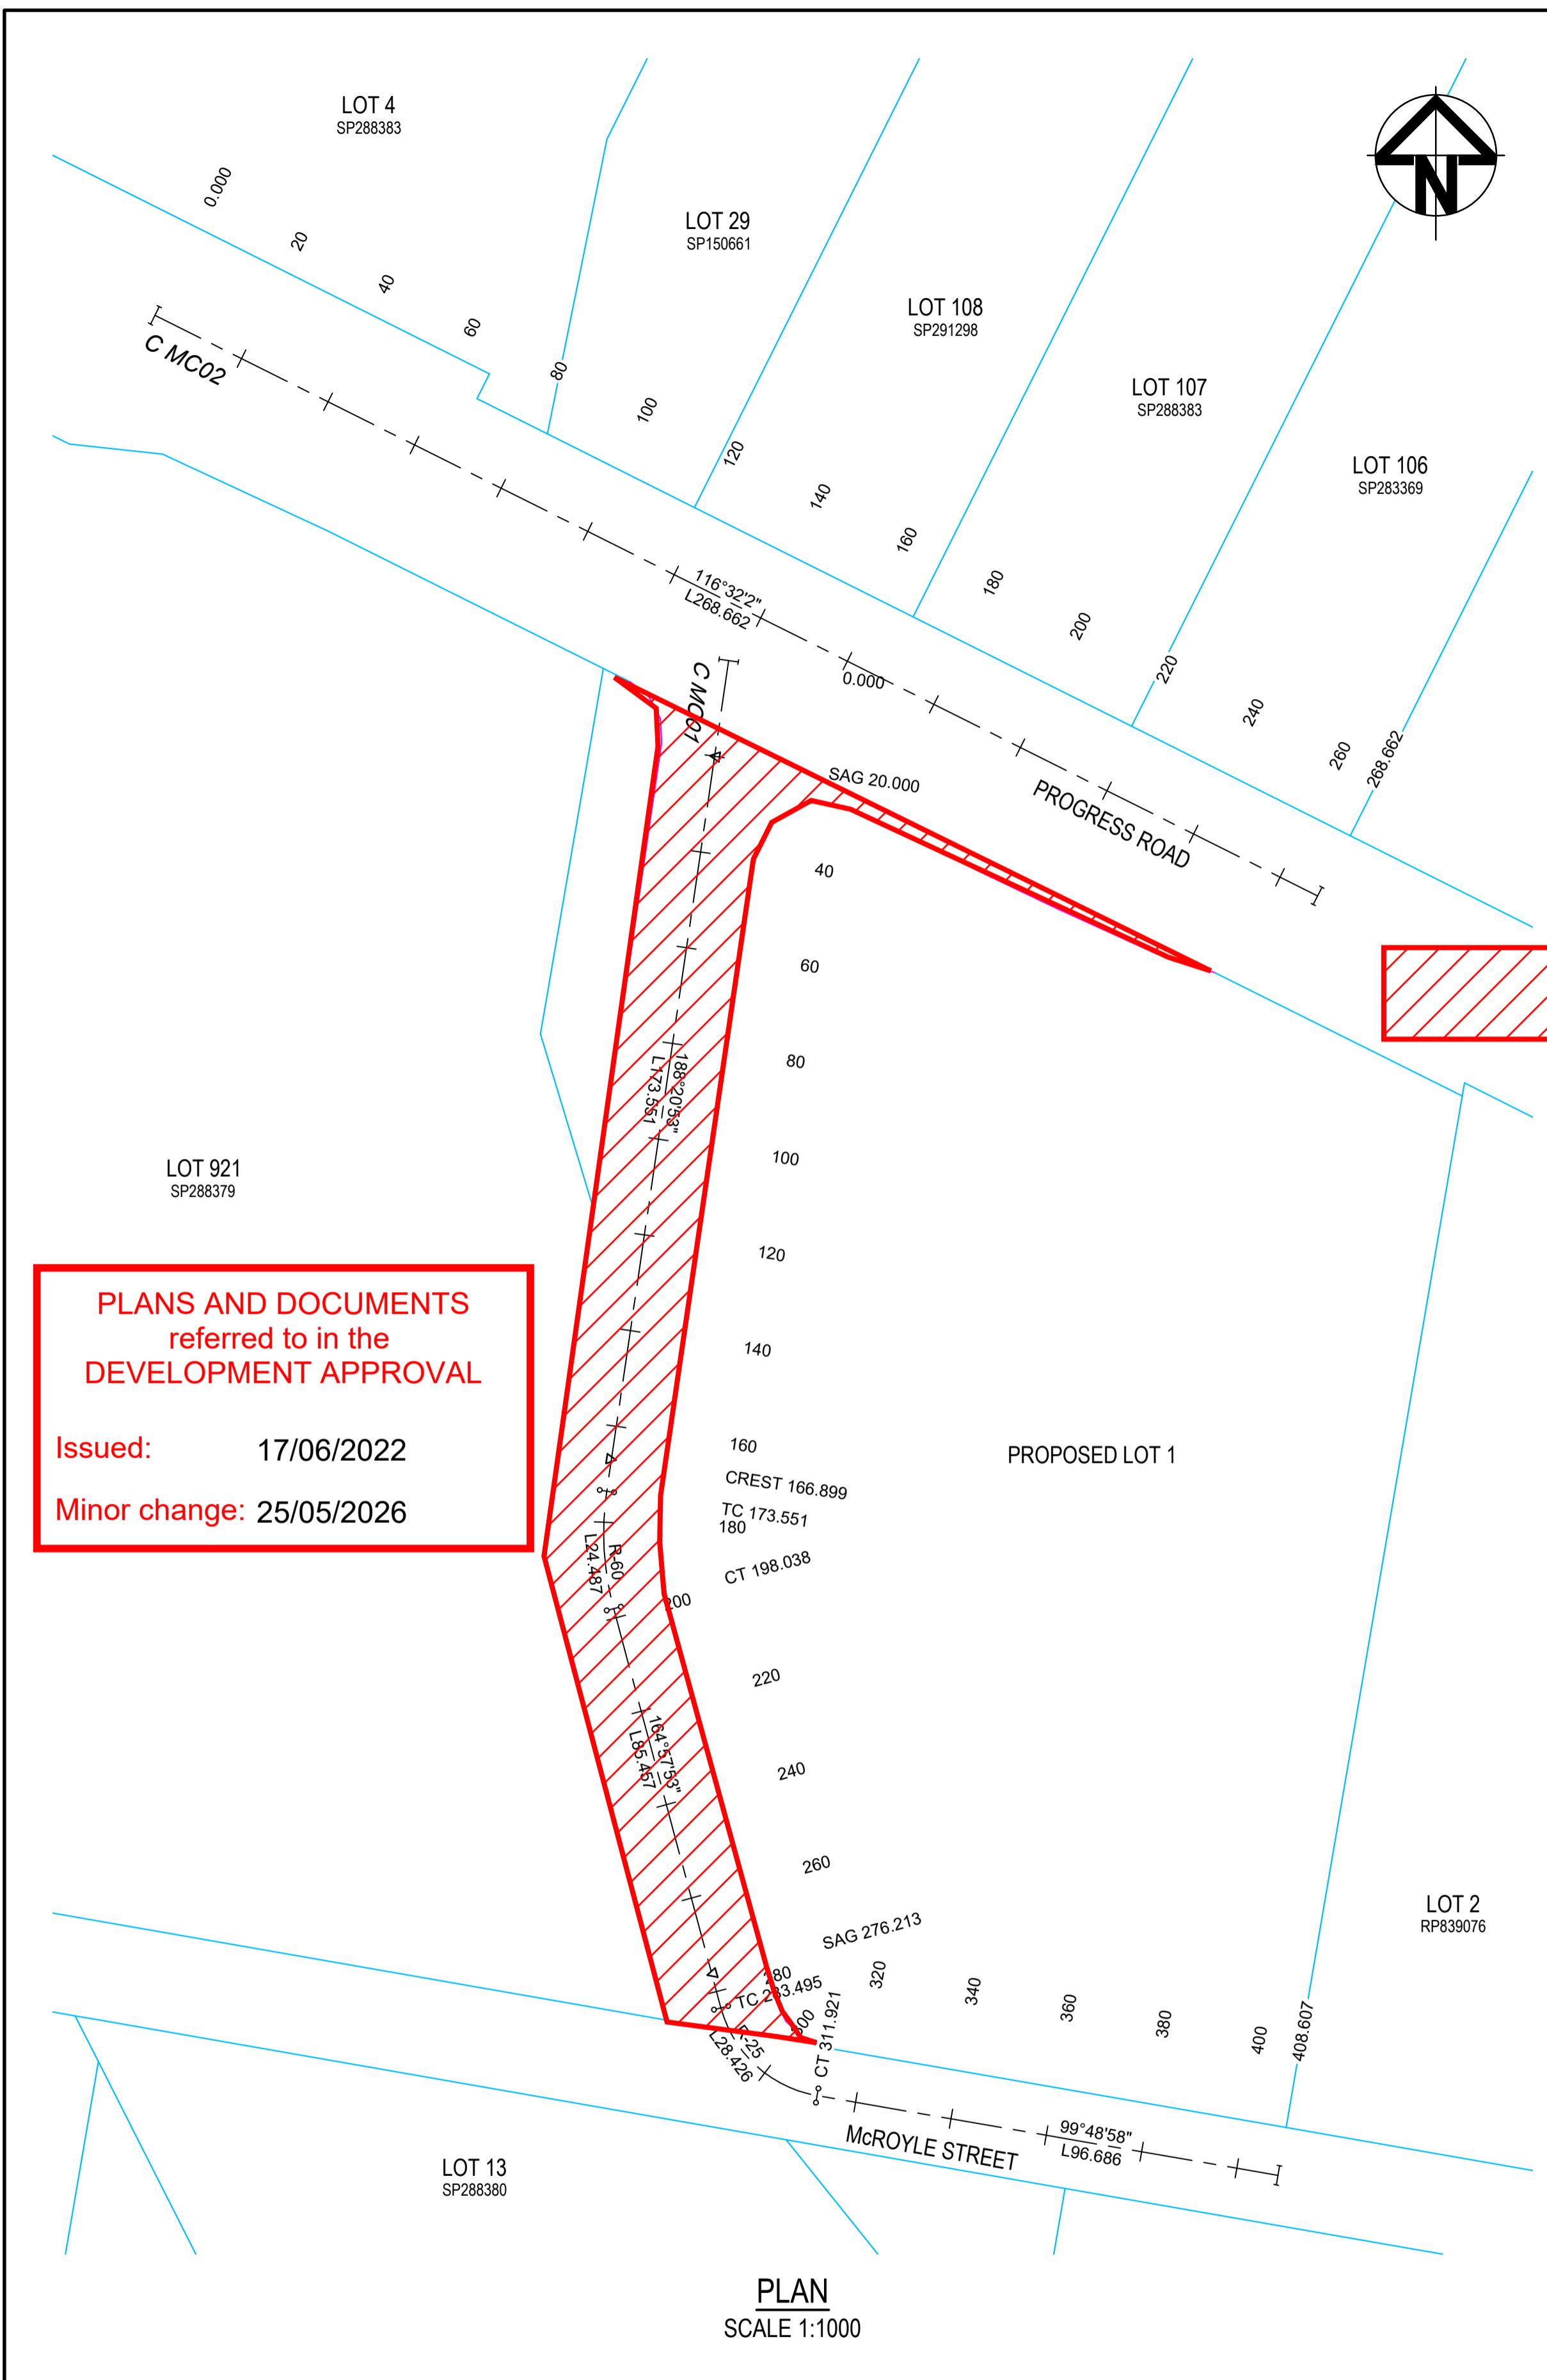 LOT 4
SP288383
N
LOT 29
SP150661
LOT 108
SP291298
LOT 107
SP288383
LOT 106
SP283369
0.000
20
40
60
80
100
120
140
160
180
200
220
240
260
268.662
C MC02
116°32'2"
L268.662
PROGRESS ROAD
C MC01
0.000
SAG 20.000
40
60
80
100
120
140
160
CREST 166.899
TC 173.551
180
CT 198.038
200
220
240
260
SAG 276.213
280
TC 283.495
300
CT 311.921
320
340
360
380
400
408.607
188°20'53"
L173.551
R-60
L24.487
164°57'53"
L85.457
R-25
L28.426
99°48'58"
L96.686
McROYLE STREET
LOT 921
SP288379
PLANS AND DOCUMENTS
referred to in the
DEVELOPMENT APPROVAL
Issued: 17/06/2022
Minor change: 25/05/2026
PROPOSED LOT 1
LOT 2
RP839076
LOT 13
SP288380
PLAN
SCALE 1:1000